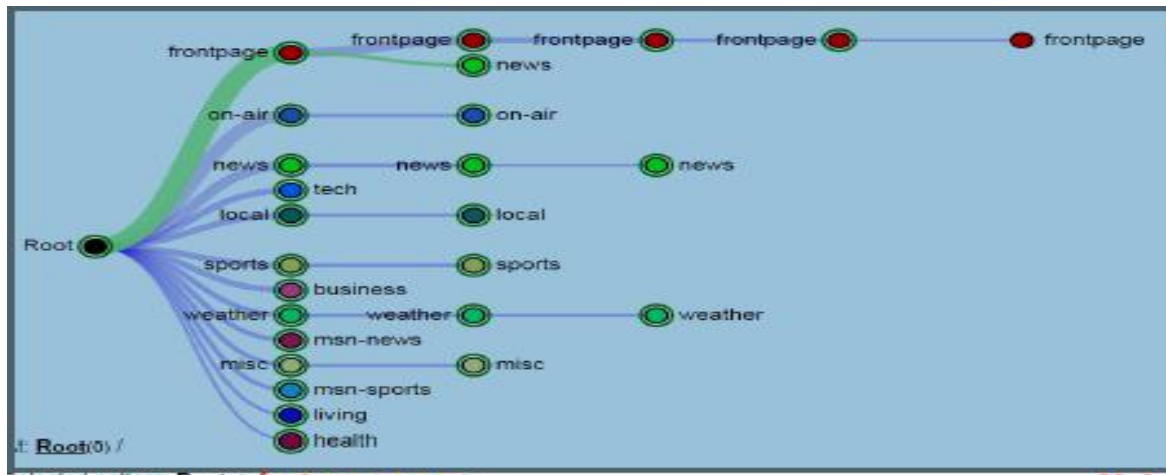 frontpage frontpage frontpage frontpage frontpage
news
on-air on-air
news news news
tech
local local
Root
sports sports
business
weather weather weather
msn-news
misc misc
msn-sports
living
health
Root(0) /